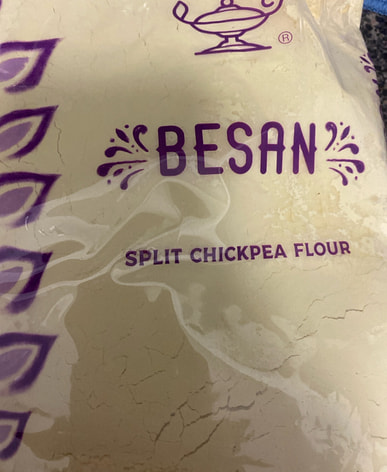 ®
BESAN
SPLIT CHICKPEA FLOUR